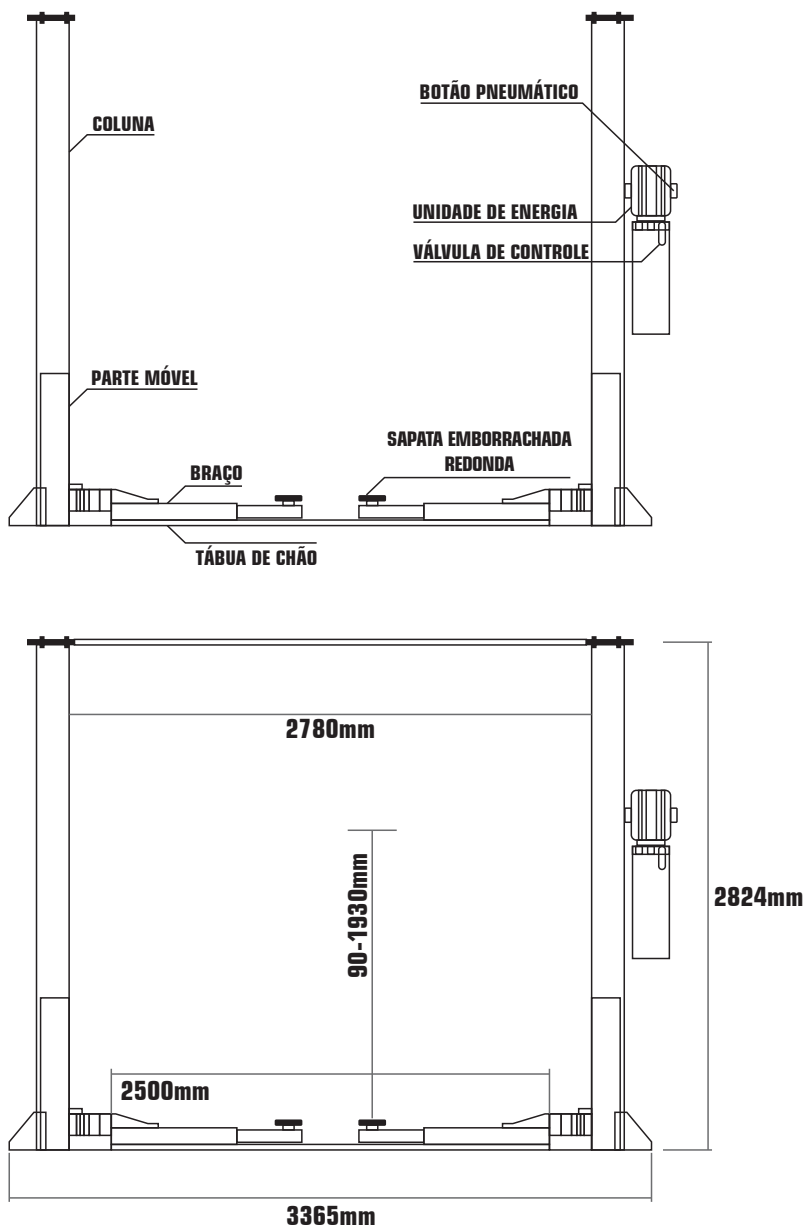 BOTÃO PNEUMÁTICO
COLUNA
UNIDADE DE ENERGIA
VÁLVULA DE CONTROLE
PARTE MÓVEL
SAPATA EMBORRACHADA
REDONDA
BRAÇO
TÁBUA DE CHÃO
2780mm
90-1930mm
2824mm
2500mm
3365mm